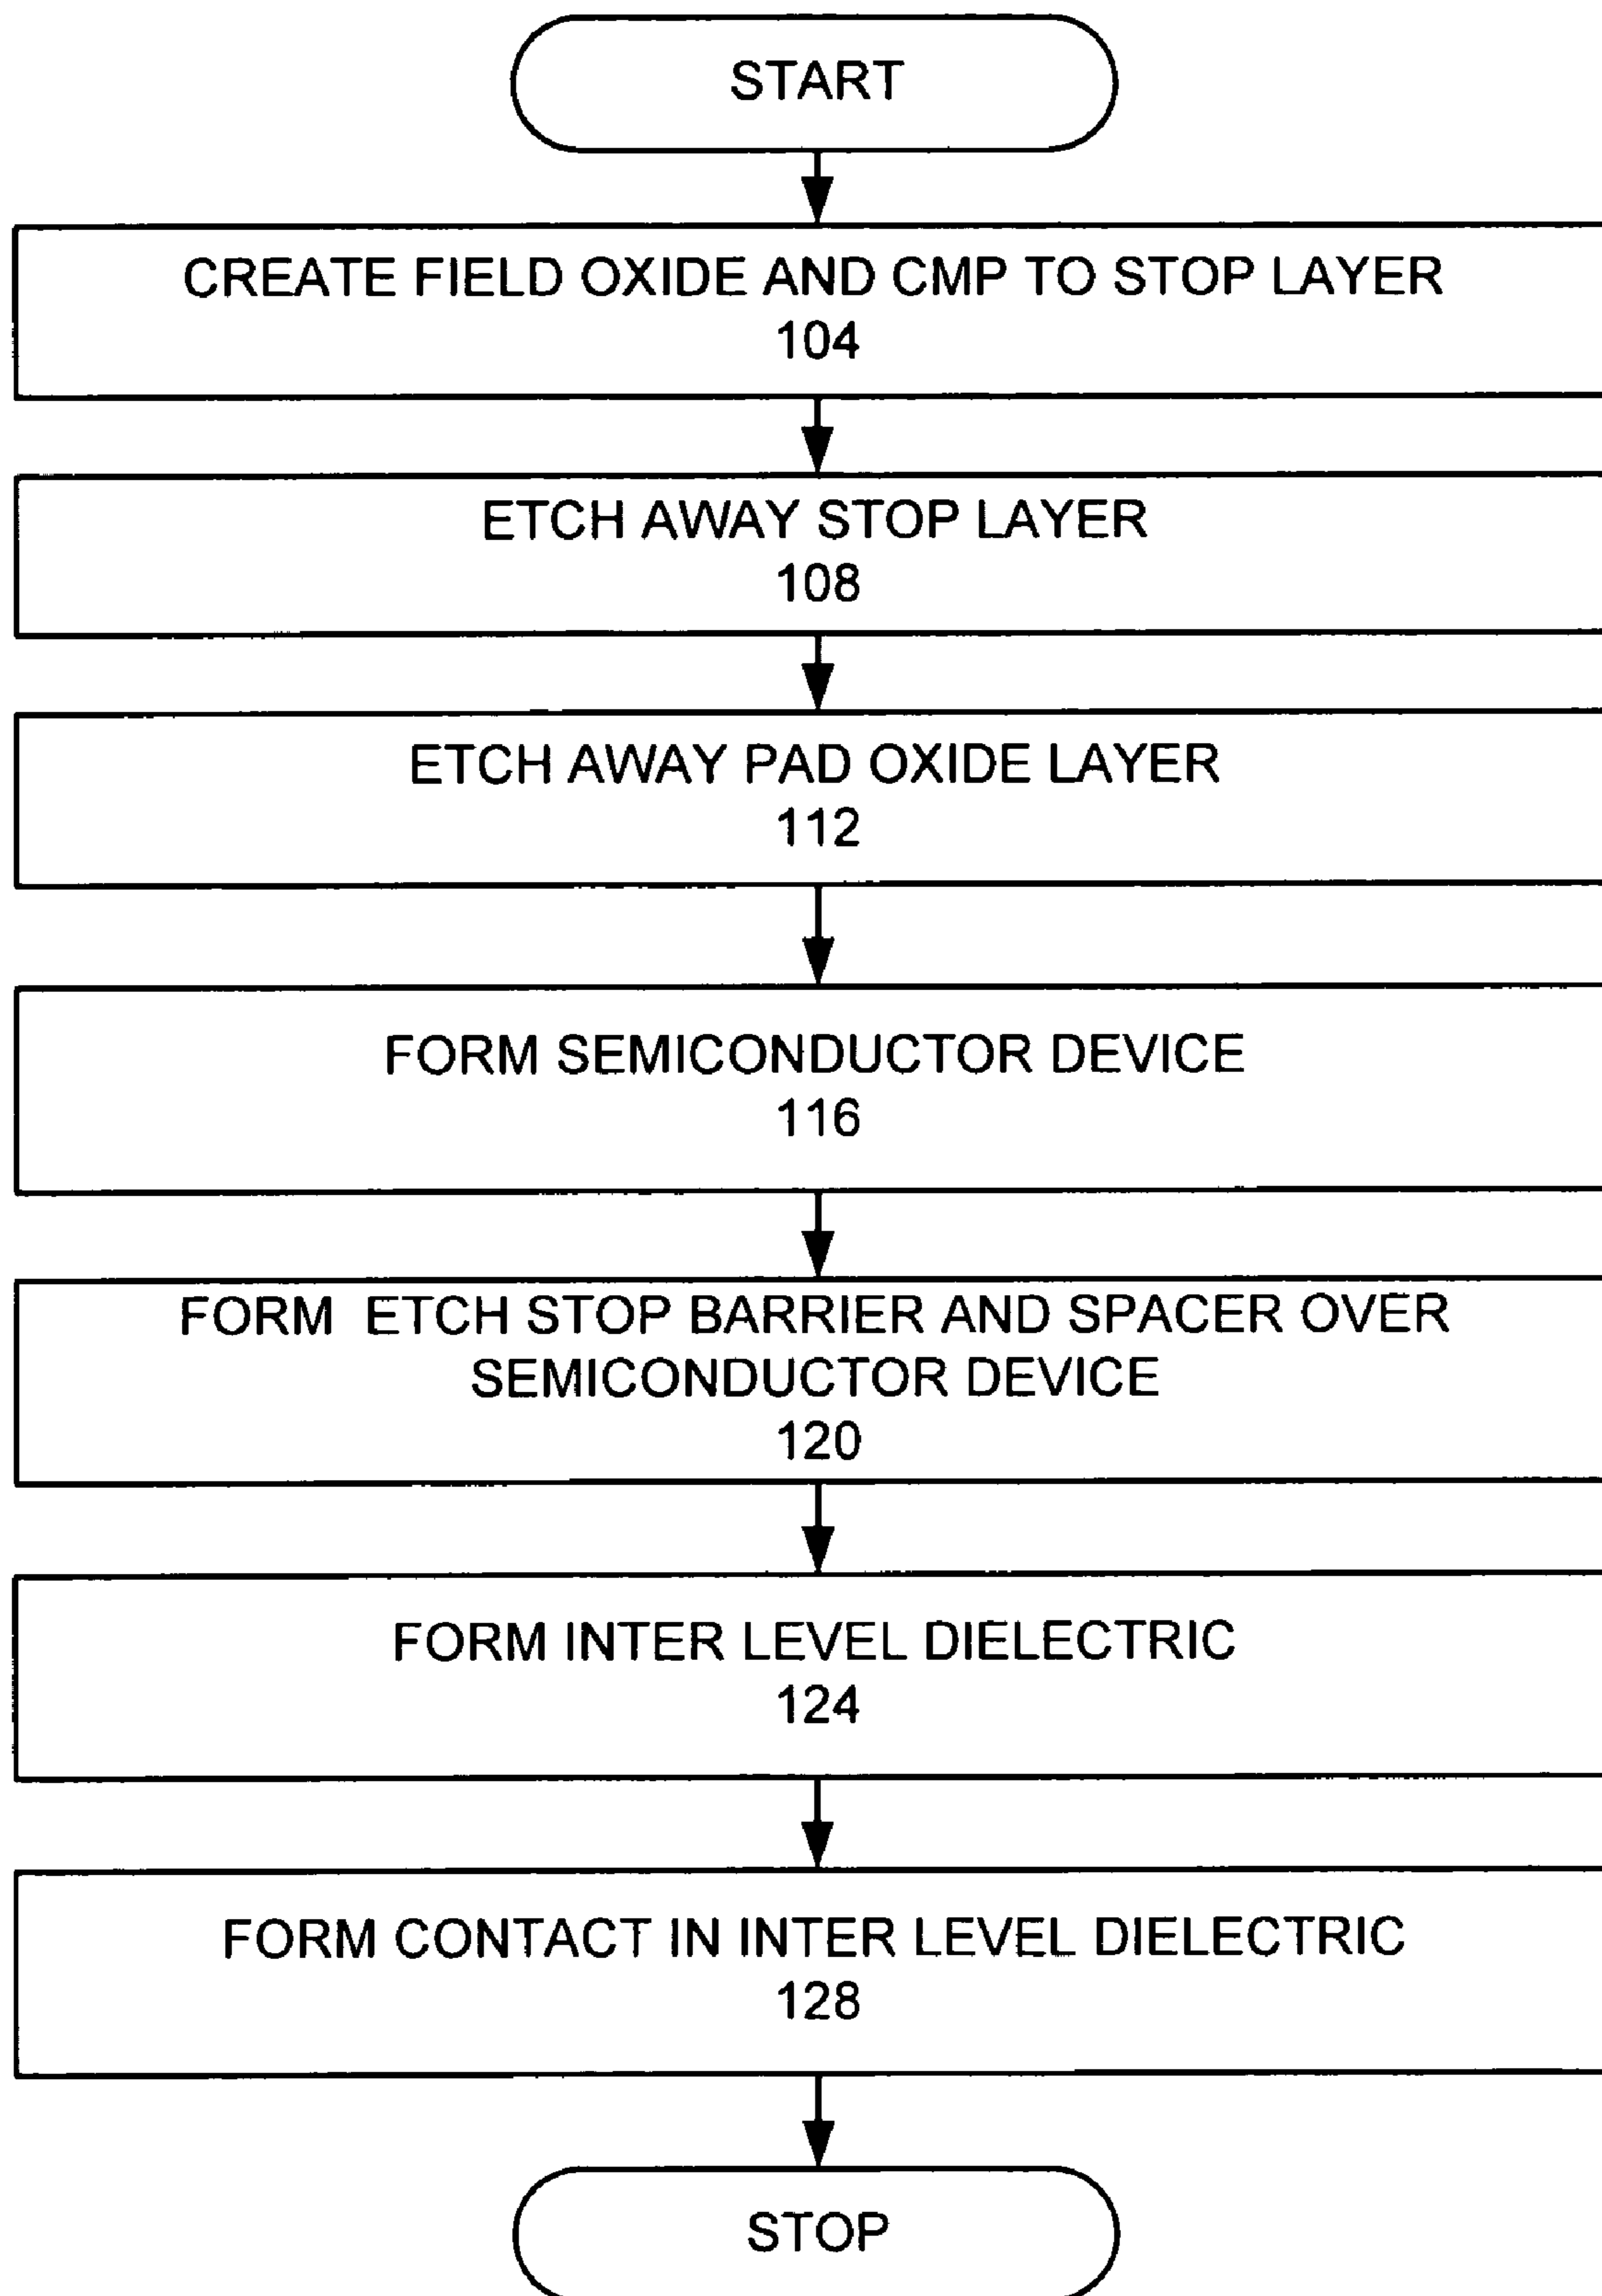 START
CREATE FIELD OXIDE AND CMP TO STOP LAYER
104
ETCH AWAY STOP LAYER
108
ETCH AWAY PAD OXIDE LAYER
112
FORM SEMICONDUCTOR DEVICE
116
FORM ETCH STOP BARRIER AND SPACER OVER
SEMICONDUCTOR DEVICE
120
FORM INTER LEVEL DIELECTRIC
124
FORM CONTACT IN INTER LEVEL DIELECTRIC
128
STOP